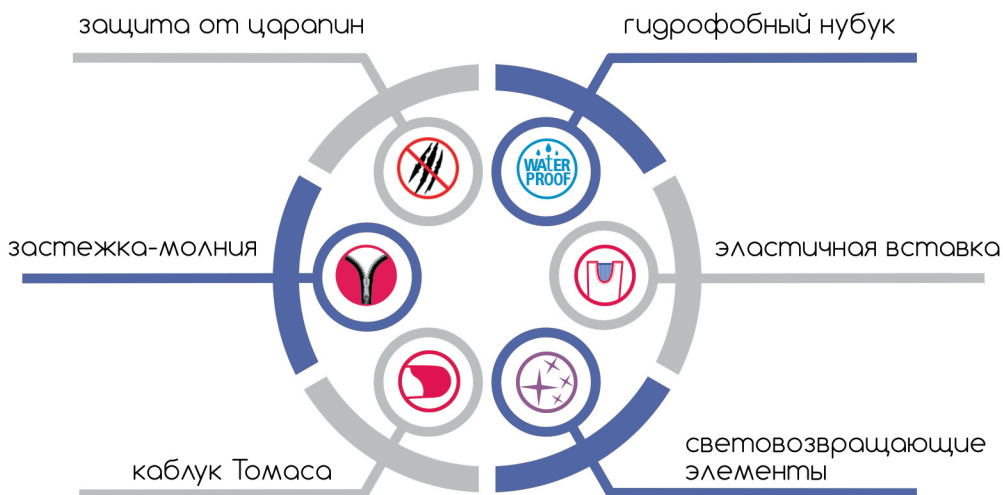 защита от царапин
гидрофобный нубук
WATER
PROOF
застежка-молния
эластичная вставка
каблук Томаса
световозвращающие
элементы